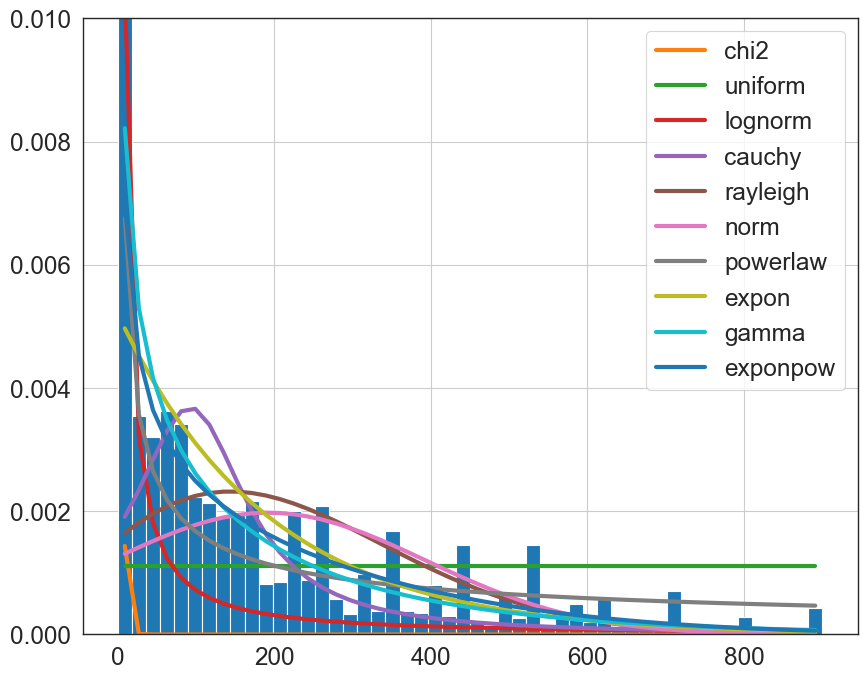 0.010
0.008
0.006
0.004
0.002
0.000
0 200 400 600 800
chi2
uniform
lognorm
cauchy
rayleigh
norm
powerlaw
expon
gamma
exponpow